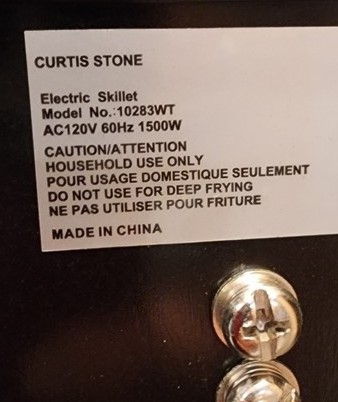 CURTIS STONE
Electric Skillet
Model No.:10283WT
AC120V 60Hz 1500W
CAUTION/ATTENTION
HOUSEHOLD USE ONLY
POUR USAGE DOMESTIQUE SEULEMENT
DO NOT USE FOR DEEP FRYING
NE PAS UTILISER POUR FRITURE
MADE IN CHINA